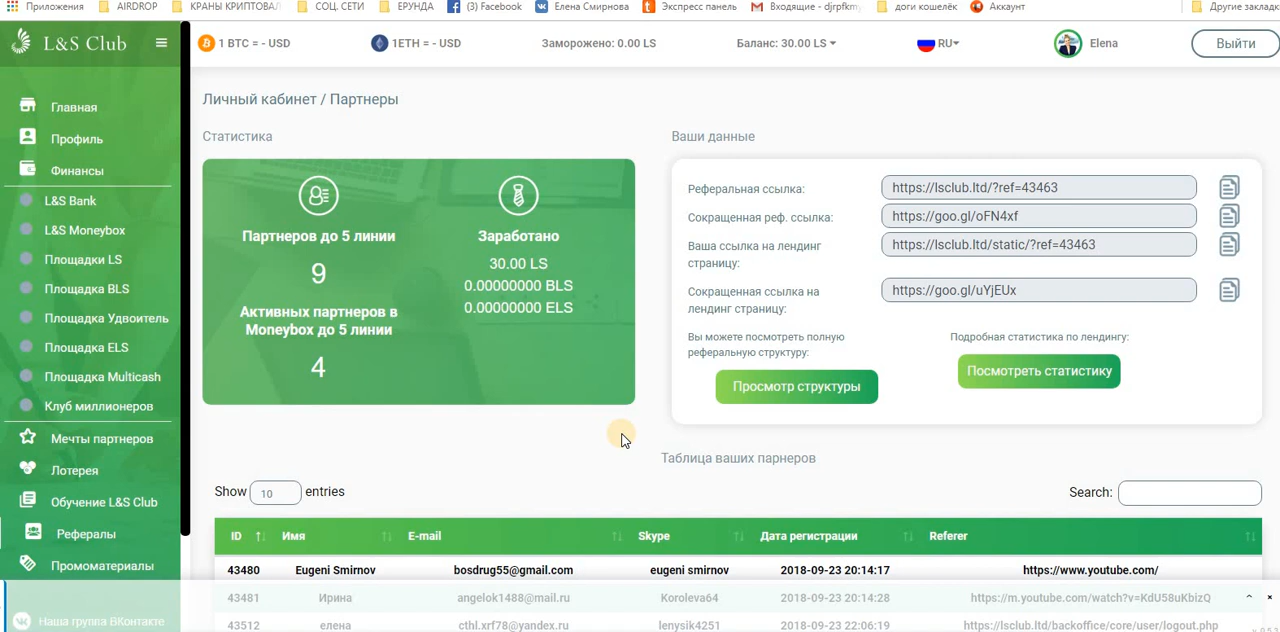 Приложения AIRDROP КРАНЫ КРИПТОВАЛ СОЦ. СЕТИ ЕРУНДА (3) Facebook Елена Смирнова Экспресс панель Входящие - djrpfkm доги кошелёк Аккаунт Другие закладк
L&S Club
1 BTC = - USD 1ETH = - USD Заморожено: 0.00 LS Баланс: 30.00 LS RU Elena Выйти
Главная
Профиль
Финансы
L&S Bank
L&S Moneybox
Площадки LS
Площадка BLS
Площадка Удвоитель
Площадка ELS
Площадка Multicash
Клуб миллионеров
Мечты партнеров
Лотерея
Обучение L&S Club
Рефералы
Промоматериалы
Наша группа ВКонтакте
Личный кабинет / Партнеры
Статистика
Партнеров до 5 линии
9
Активных партнеров в
Moneybox до 5 линии
4
Заработано
30.00 LS
0.00000000 BLS
0.00000000 ELS
Ваши данные
Реферальная ссылка: https://lsclub.ltd/?ref=43463
Сокращенная реф. ссылка: https://goo.gl/oFN4xf
Ваша ссылка на лендинг https://lsclub.ltd/static/?ref=43463
страницу:
Сокращенная ссылка на https://goo.gl/uYjEUx
лендинг страницу:
Вы можете посмотреть полную
реферальную структуру:
Просмотр структуры
Подробная статистика по лендингу:
Посмотреть статистику
Таблица ваших парнеров
Show 10 entries Search:
ID Имя E-mail Skype Дата регистрации Referer
43480 Eugeni Smirnov bosdrug55@gmail.com eugeni smirnov 2018-09-23 20:14:17 https://www.youtube.com/
43481 Ирина angelok1488@mail.ru Koroleva64 2018-09-23 20:14:28 https://m.youtube.com/watch?v=KdU58uKbizQ
43512 елена cthl.xrf78@yandex.ru lenysik4251 2018-09-23 22:06:19 https://lsclub.ltd/backoffice/core/user/logout.php